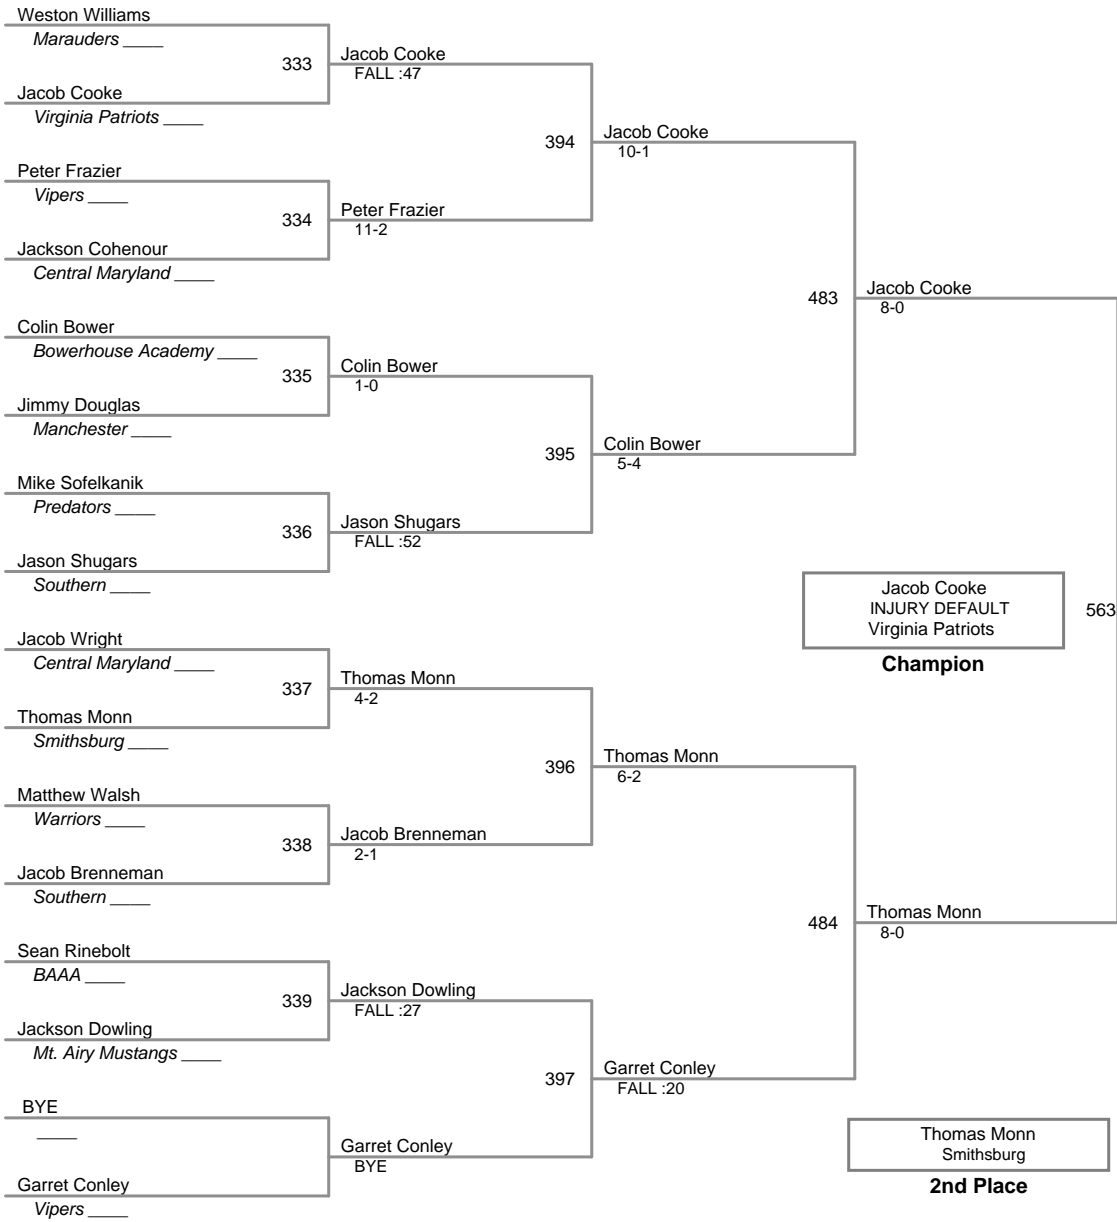 Weston Williams
Marauders ____
333
Jacob Cooke
FALL :47
Jacob Cooke
Virginia Patriots ____
394
Jacob Cooke
10-1
Peter Frazier
Vipers ____
334
Peter Frazier
11-2
Jackson Cohenour
Central Maryland ____
483
Jacob Cooke
8-0
Colin Bower
Bowerhouse Academy ____
335
Colin Bower
1-0
Jimmy Douglas
Manchester ____
395
Colin Bower
5-4
Mike Sofelkanik
Predators ____
336
Jason Shugars
FALL :52
Jason Shugars
Southern ____
Jacob Cooke
INJURY DEFAULT
Virginia Patriots
563
Champion
Jacob Wright
Central Maryland ____
337
Thomas Monn
4-2
Thomas Monn
Smithsburg ____
396
Thomas Monn
6-2
Matthew Walsh
Warriors ____
338
Jacob Brenneman
2-1
Jacob Brenneman
Southern ____
484
Thomas Monn
8-0
Sean Rinebolt
BAAA ____
339
Jackson Dowling
FALL :27
Jackson Dowling
Mt. Airy Mustangs ____
397
Garret Conley
FALL :20
BYE
____
Garret Conley
BYE
Garret Conley
Vipers ____
Thomas Monn
Smithsburg
2nd Place